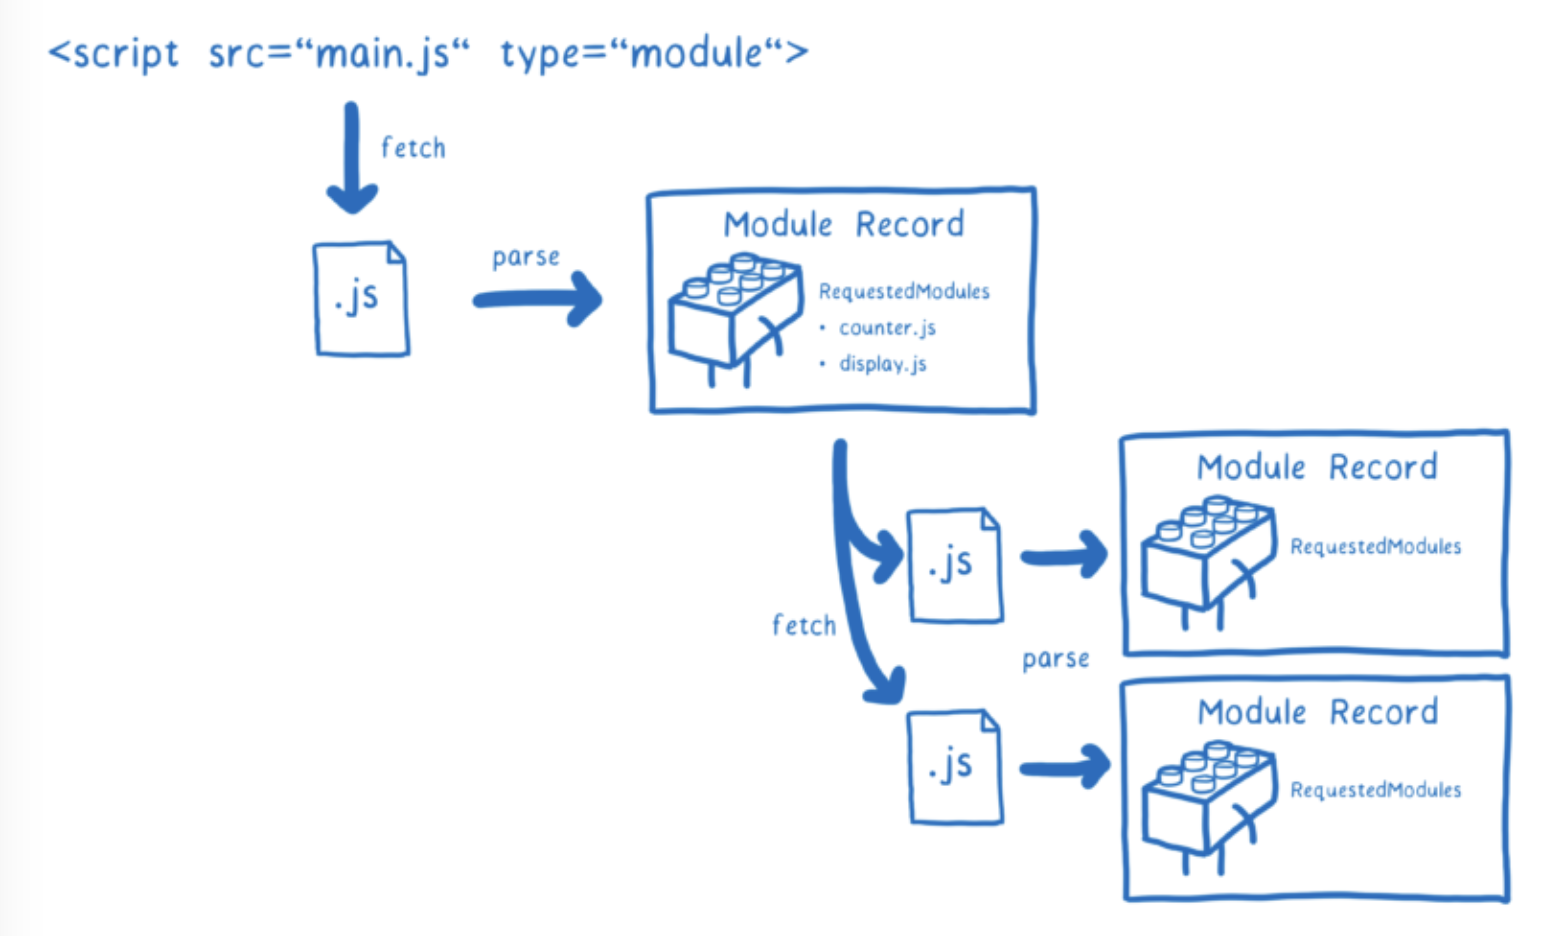 <script src=“main.js“ type=“module“>
fetch
.js
parse
Module Record
RequestedModules
• counter.js
• display.js
fetch
.js
parse
Module Record
RequestedModules
.js
Module Record
RequestedModules